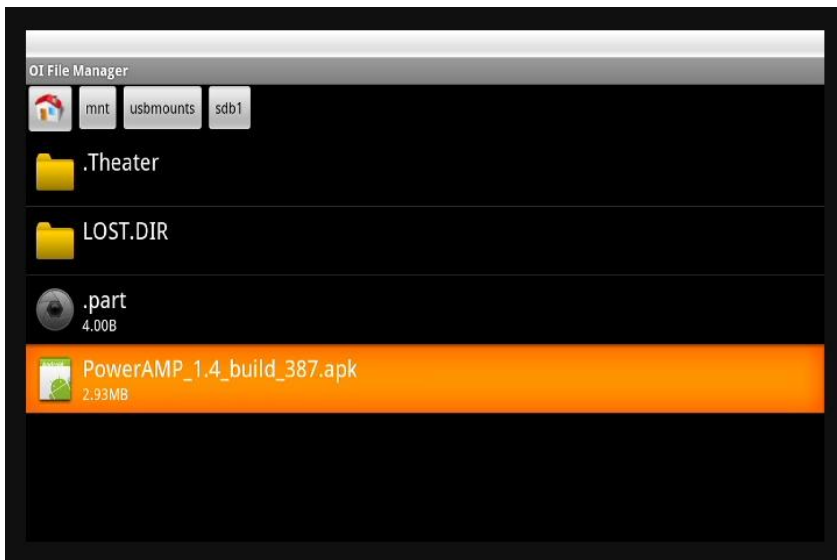 OI File Manager
mnt usbmounts sdb1
.Theater
LOST.DIR
.part
4.00B
PowerAMP_1.4_build_387.apk
2.93MB